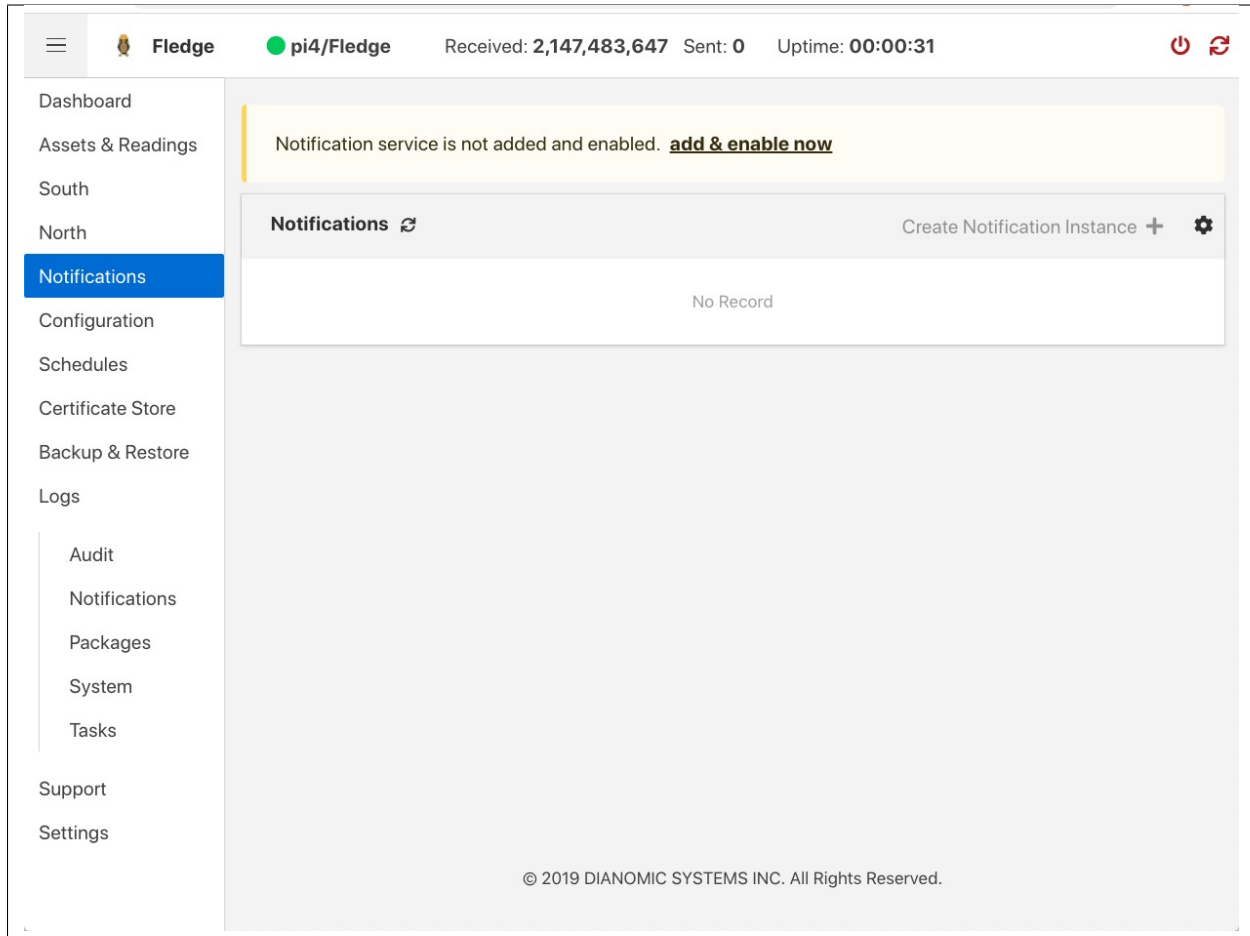 Fledge pi4/Fledge Received: 2,147,483,647 Sent: 0 Uptime: 00:00:31
Dashboard
Assets & Readings
South
North
Notifications
Configuration
Schedules
Certificate Store
Backup & Restore
Logs
Audit
Notifications
Packages
System
Tasks
Support
Settings
Notification service is not added and enabled. add & enable now
Notifications Create Notification Instance +
No Record
© 2019 DIANOMIC SYSTEMS INC. All Rights Reserved.